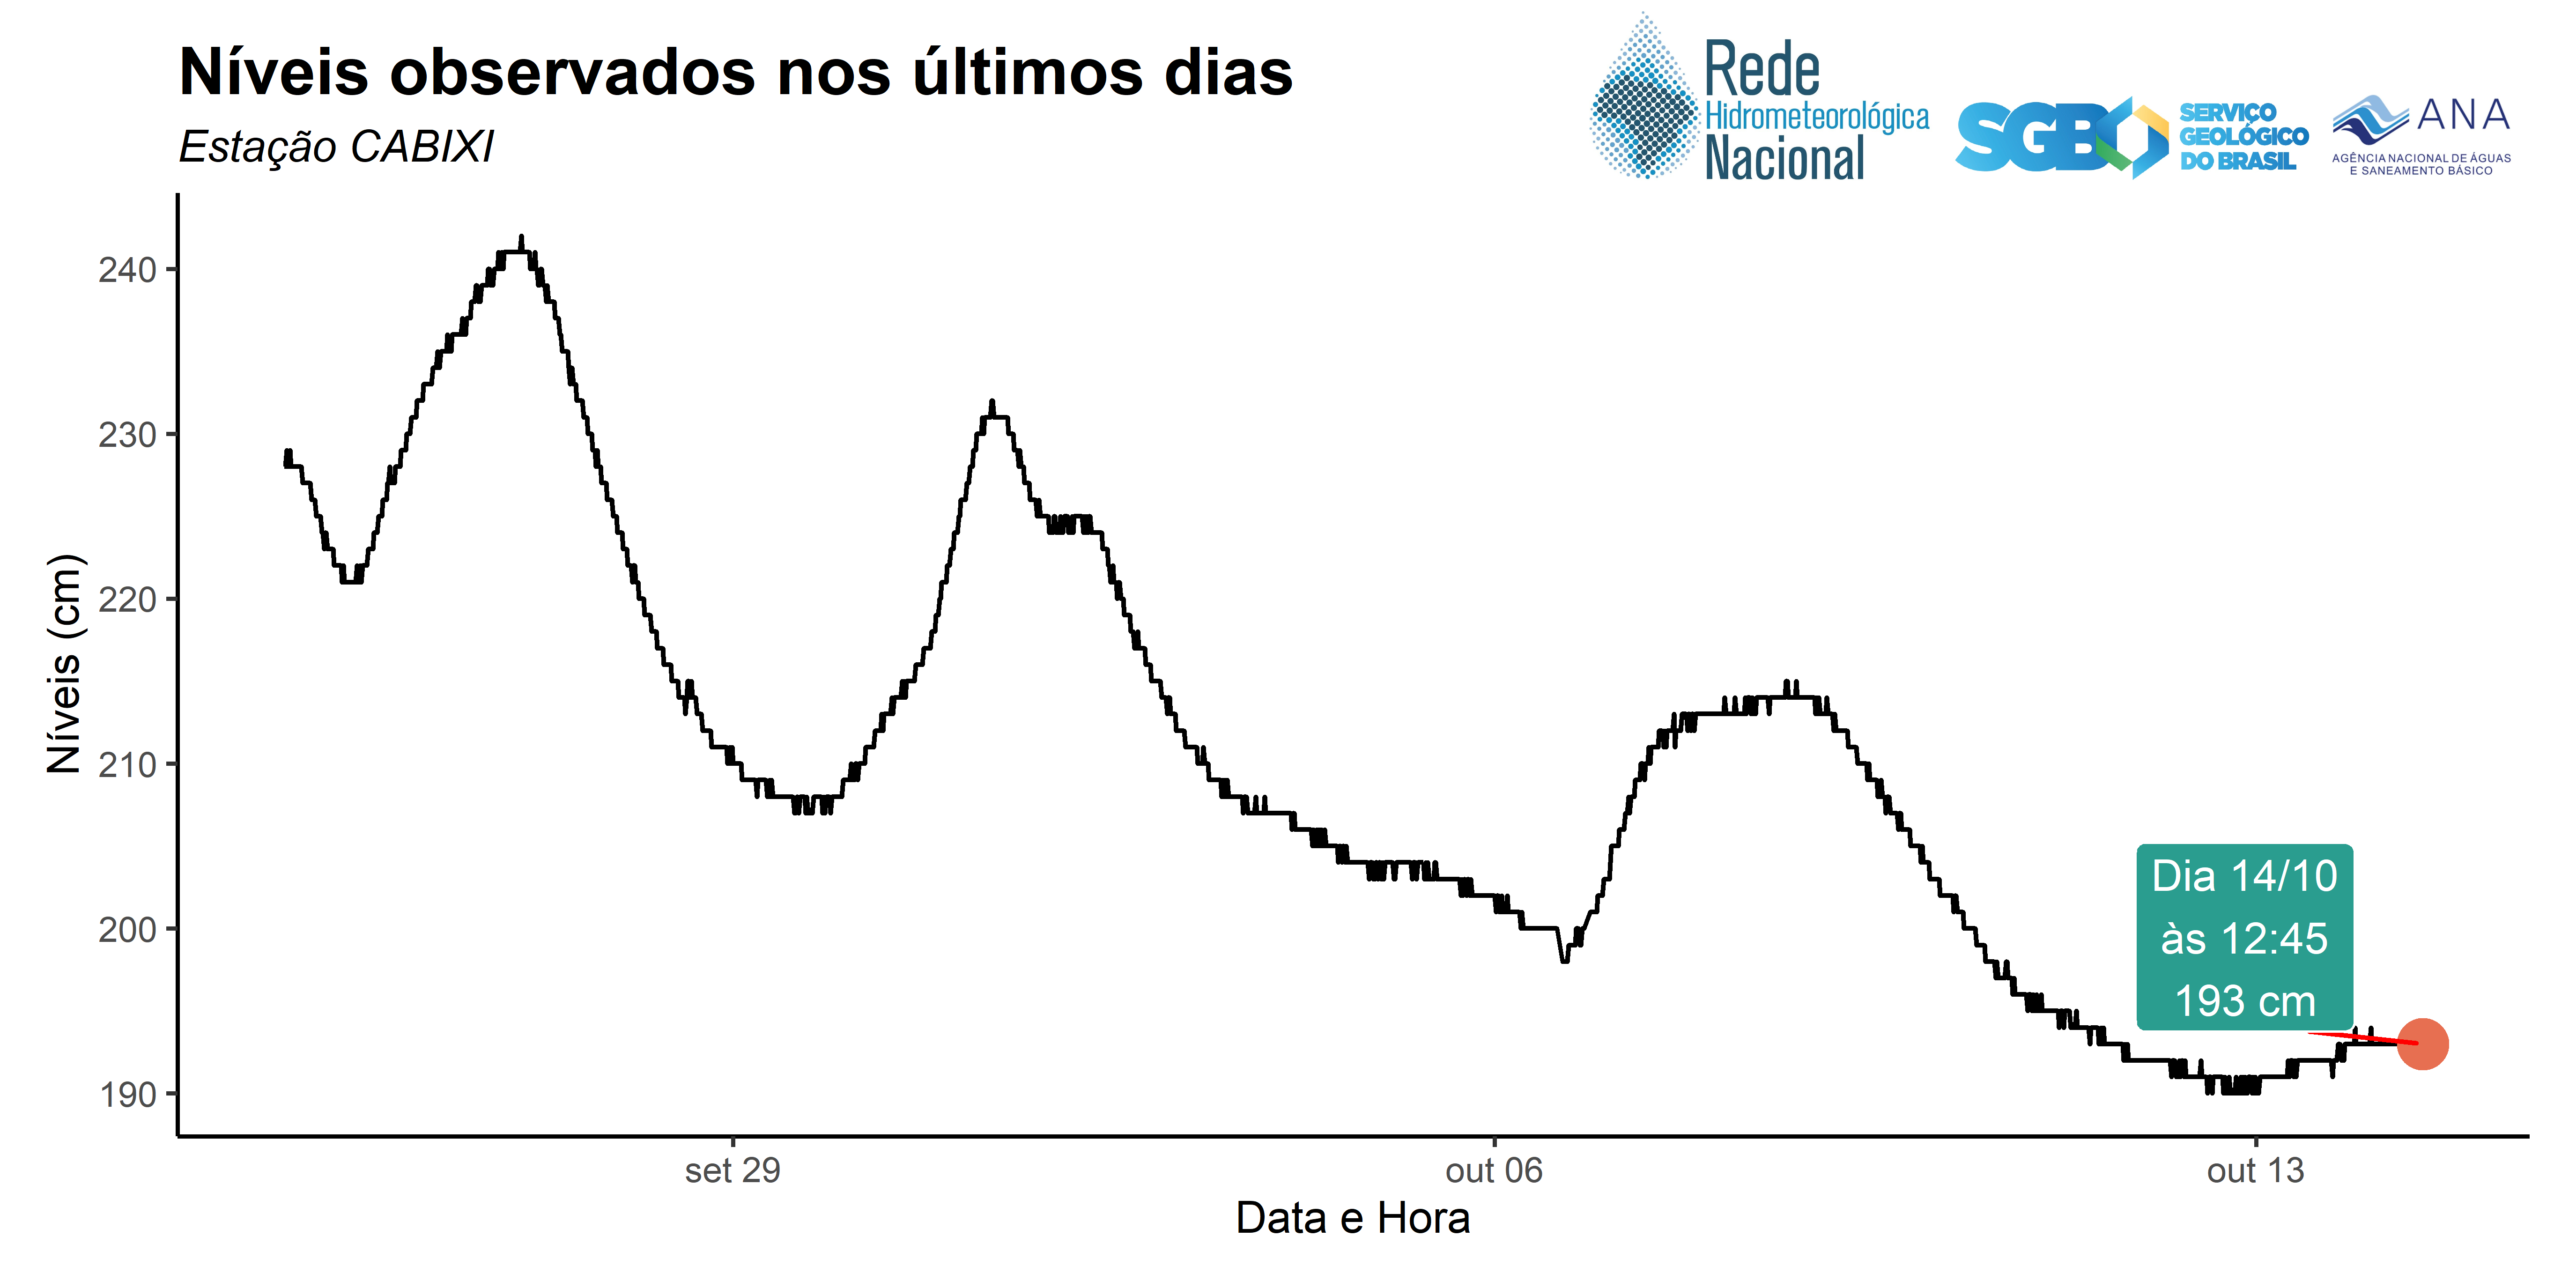 Níveis observados nos últimos dias
Estação CABIXI
Rede
Hidrometeorológica
Nacional
SGB
SERVIÇO
GEOLÓGICO
DO BRASIL
ANA
AGÊNCIA NACIONAL DE ÁGUAS
E SANEAMENTO BÁSICO
Níveis (cm)
240
230
220
210
200
190
Dia 14/10
às 12:45
193 cm
set 29
out 06
out 13
Data e Hora